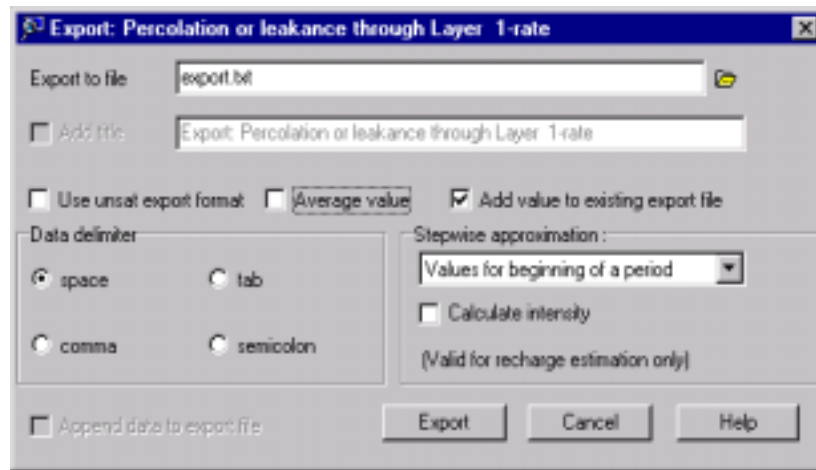 Export: Percolation or leakance through Layer 1-rate
Export to file export.txt
Add title Export: Percolation or leakance through Layer 1-rate
Use unsat export format Average value Add value to existing export file
Data delimiter Stepwise approximation :
space tab Values for beginning of a period
Calculate intensity
comma semicolon
(Valid for recharge estimation only)
Append data to export file Export Cancel Help